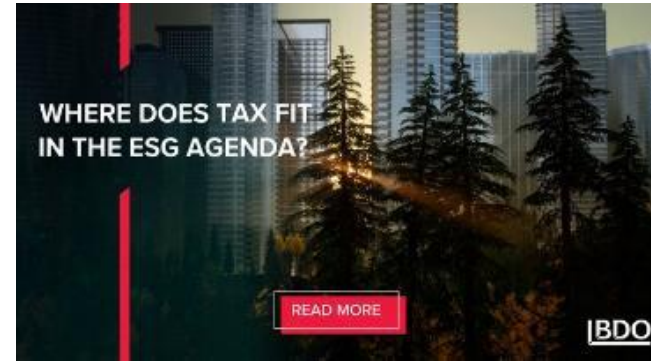 WHERE DOES TAX FIT
IN THE ESG AGENDA?
READ MORE
BDO